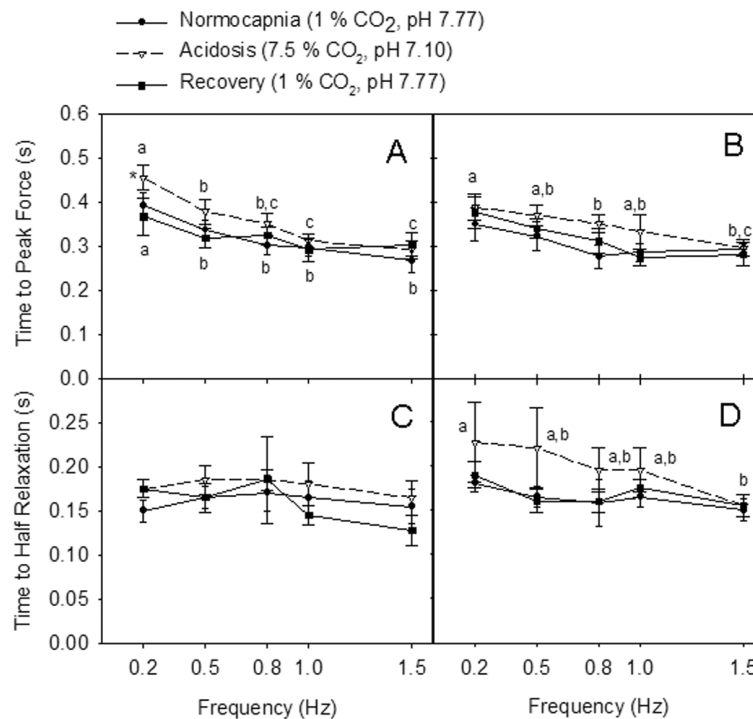 Normocapnia (1 % CO2, pH 7.77)
Acidosis (7.5 % CO2, pH 7.10)
Recovery (1 % CO2, pH 7.77)
Time to Peak Force (s)
0.6
0.5
0.4
0.3
0.2
0.1
0.0
A
a
*
b
b,c
c
c
a
b
b
b
b
B
a
a,b
b
a,b
b,c
Time to Half Relaxation (s)
0.25
0.20
0.15
0.10
0.05
0.00
C
D
a
a,b
a,b
a,b
b
0.2 0.5 0.8 1.0 1.5
0.2 0.5 0.8 1.0 1.5
Frequency (Hz)
Frequency (Hz)